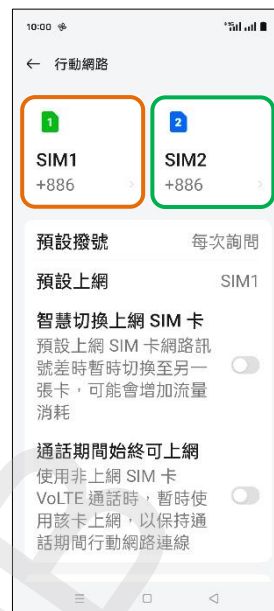 10:00
← 行動網路
1
SIM1
+886
2
SIM2
+886
預設撥號 每次詢問
預設上網 SIM1
智慧切換上網 SIM 卡
預設上網 SIM 卡網路訊
號差時暫時切換至另一
張卡，可能會增加流量
消耗
通話期間始終可上網
使用非上網 SIM 卡
VoLTE 通話時，暫時使
用該卡上網，以保持通
話期間行動網路連線